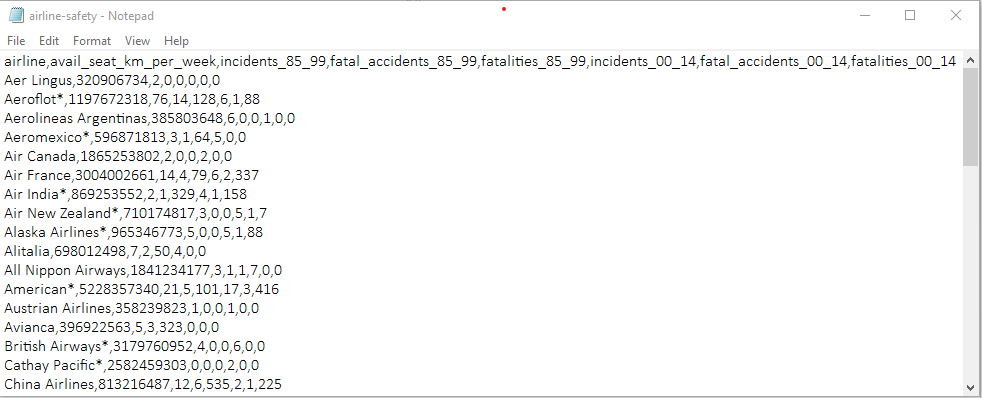 airline-safety - Notepad
File Edit Format View Help
airline,avail_seat_km_per_week,incidents_85_99,fatal_accidents_85_99,fatalities_85_99,incidents_00_14,fatal_accidents_00_14,fatalities_00_14
Aer Lingus,320906734,2,0,0,0,0,0
Aeroflot*,1197672318,76,14,128,6,1,88
Aerolineas Argentinas,385803648,6,0,0,1,0,0
Aeromexico*,596871813,3,1,64,5,0,0
Air Canada,1865253802,2,0,0,2,0,0
Air France,3004002661,14,4,79,6,2,337
Air India*,869253552,2,1,329,4,1,158
Air New Zealand*,710174817,3,0,0,5,1,7
Alaska Airlines*,965346773,5,0,0,5,1,88
Alitalia,698012498,7,2,50,4,0,0
All Nippon Airways,1841234177,3,1,1,7,0,0
American*,5228357340,21,5,101,17,3,416
Austrian Airlines,358239823,1,0,0,1,0,0
Avianca,396922563,5,3,323,0,0,0
British Airways*,3179760952,4,0,0,6,0,0
Cathay Pacific*,2582459303,0,0,0,2,0,0
China Airlines,813216487,12,6,535,2,1,225